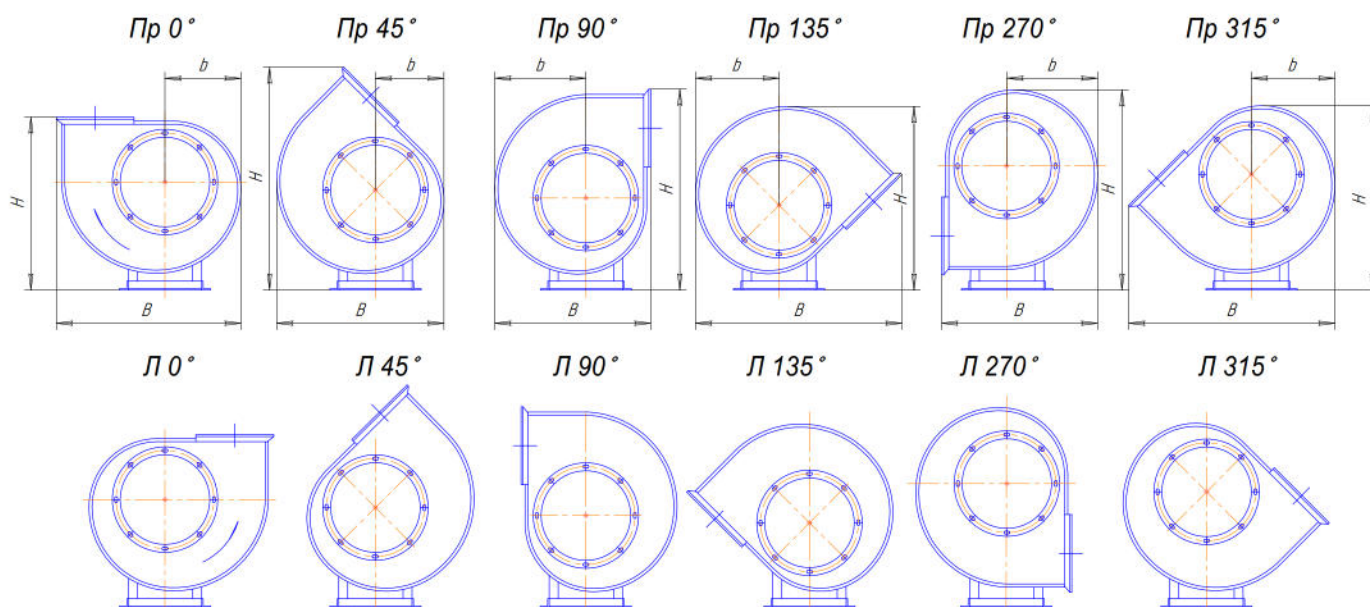 Пр 0° Пр 45° Пр 90° Пр 135° Пр 270° Пр 315°
b b b b b b
H H H H H H
B B B B B B
Л 0° Л 45° Л 90° Л 135° Л 270° Л 315°